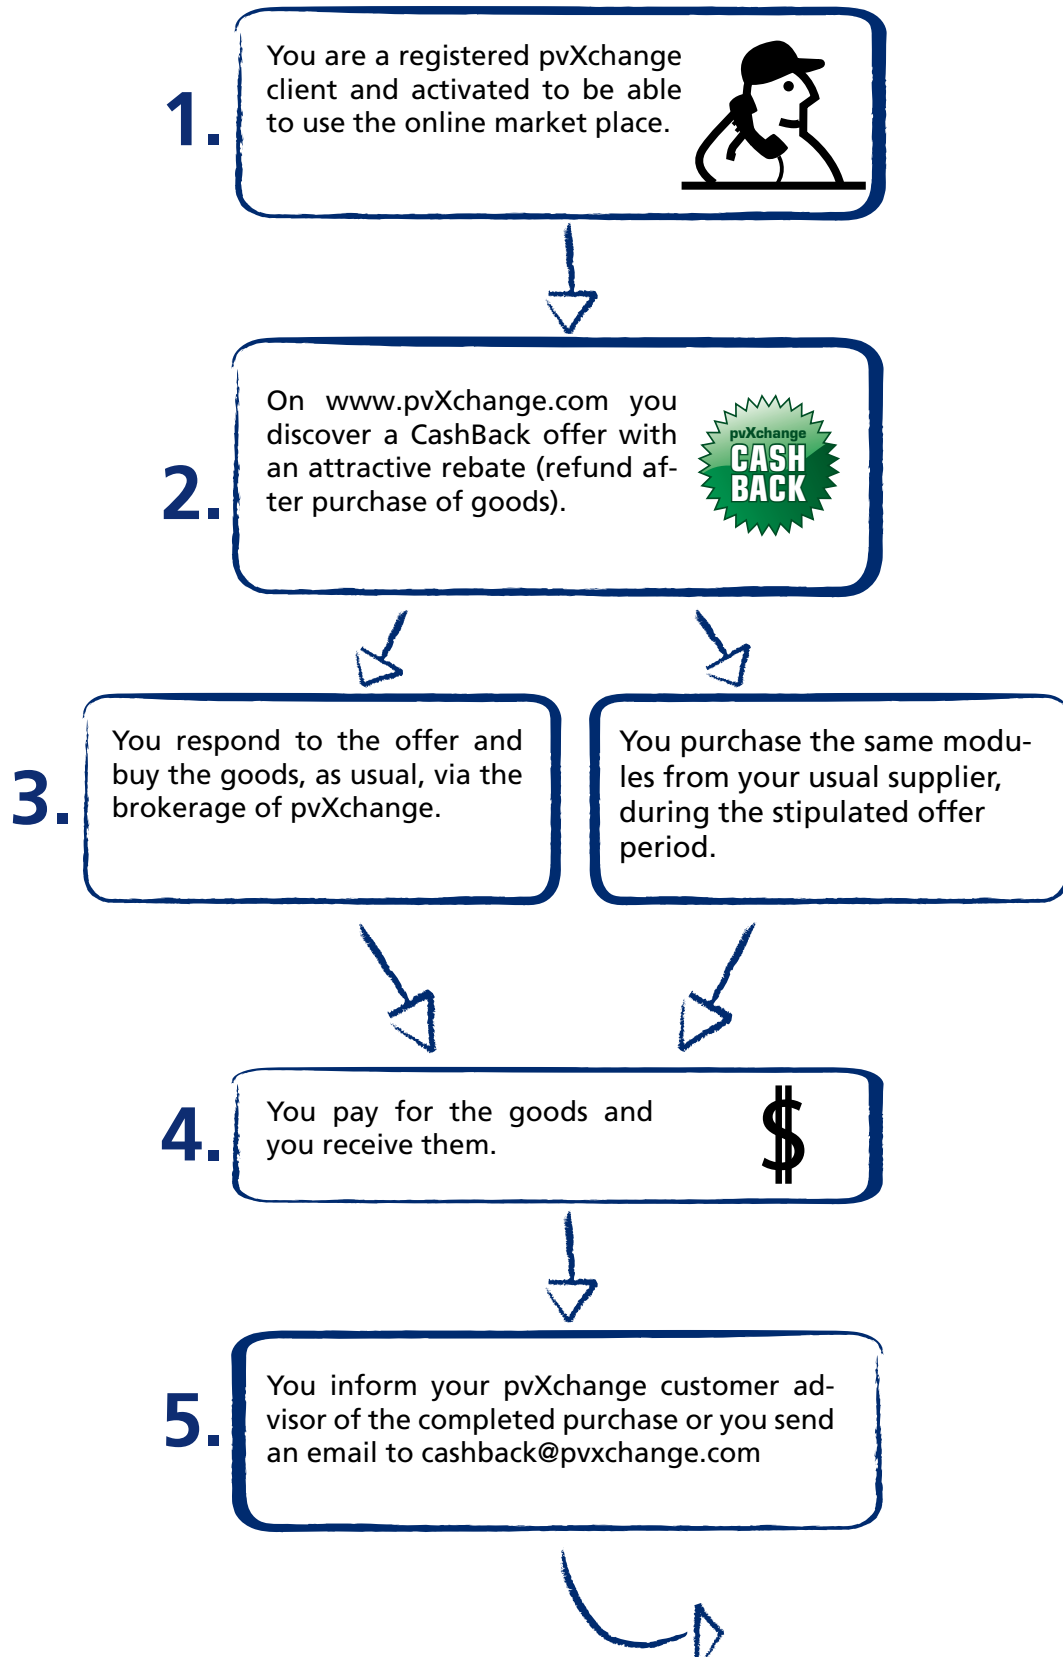 1.
You are a registered pvXchange
client and activated to be able
to use the online market place.
2.
On www.pvXchange.com you
discover a CashBack offer with
an attractive rebate (refund af-
ter purchase of goods).
pvXchange
CASH
BACK
3.
You respond to the offer and
buy the goods, as usual, via the
brokerage of pvXchange.
You purchase the same modu-
les from your usual supplier,
during the stipulated offer
period.
4.
You pay for the goods and
you receive them.
$
5.
You inform your pvXchange customer ad-
visor of the completed purchase or you send
an email to cashback@pvxchange.com